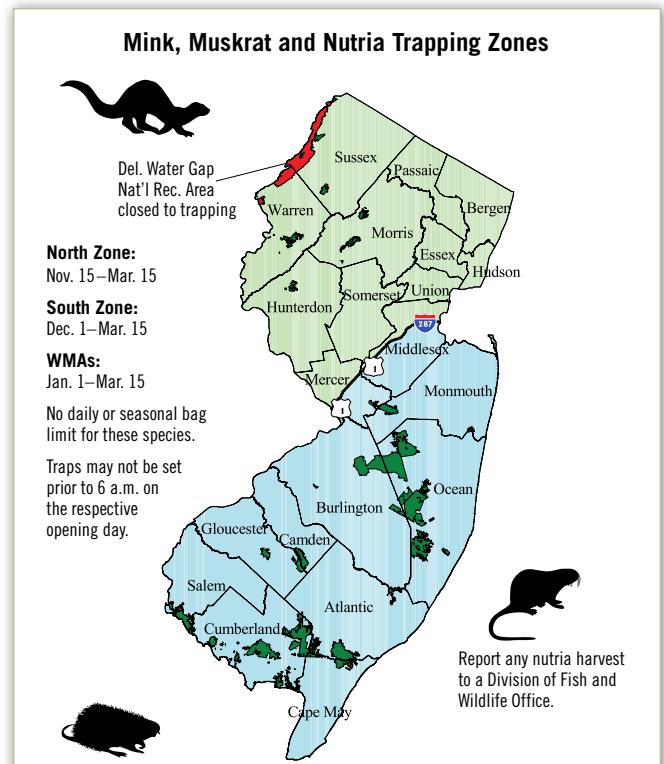 Mink, Muskrat and Nutria Trapping Zones
Del. Water Gap
Nat'l Rec. Area
closed to trapping
North Zone:
Nov. 15–Mar. 15
South Zone:
Dec. 1–Mar. 15
WMAs:
Jan. 1–Mar. 15
No daily or seasonal bag
limit for these species.
Traps may not be set
prior to 6 a.m. on
the respective
opening day.
Sussex
Passaic
Bergen
Warren
Morris
Essex
Hudson
Union
Somerset
Hunterdon
287
Middlesex
1
Mercer
1
Monmouth
Ocean
Burlington
Gloucester
Camden
Salem
Atlantic
Cumberland
Cape May
Report any nutria harvest
to a Division of Fish and
Wildlife Office.